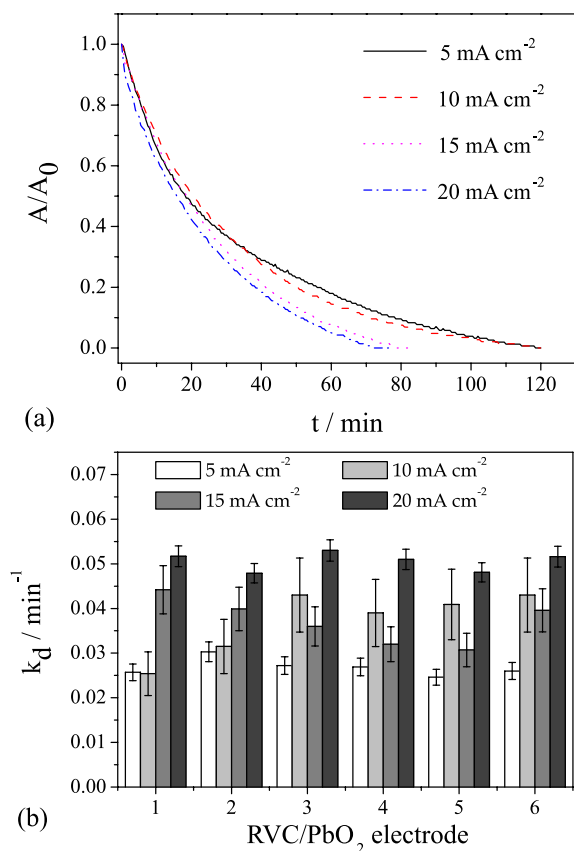 1.0
0.8
0.6
0.4
0.2
0.0
A/A0
5 mA cm-2
10 mA cm-2
15 mA cm-2
20 mA cm-2
0 20 40 60 80 100 120
t / min
(a)
0.07
0.06
0.05
0.04
0.03
0.02
0.01
0.00
kd / min-1
5 mA cm-2 10 mA cm-2
15 mA cm-2 20 mA cm-2
1 2 3 4 5 6
RVC/PbO2 electrode
(b)